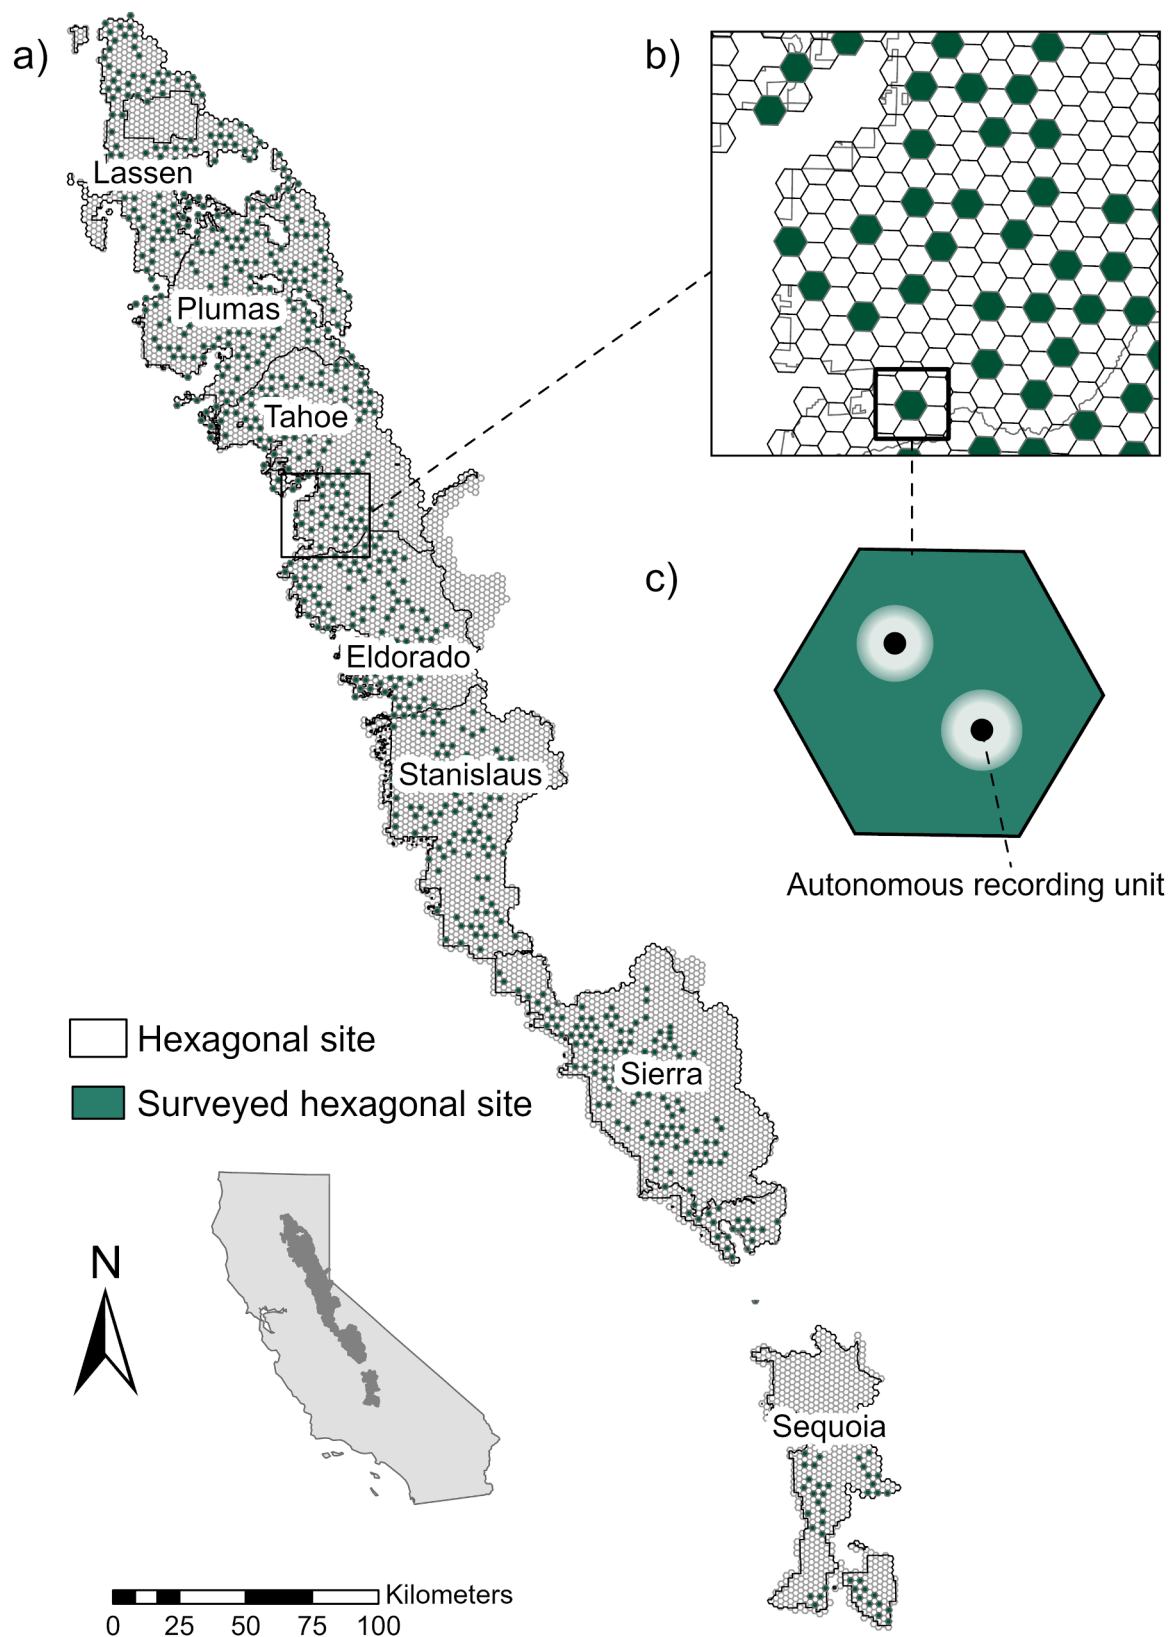 a)
b)
Lassen
Plumas
Tahoe
c)
Eldorado
Stanislaus
Autonomous recording unit
Hexagonal site
Sierra
Surveyed hexagonal site
N
Sequoia
Kilometers
0 25 50 75 100